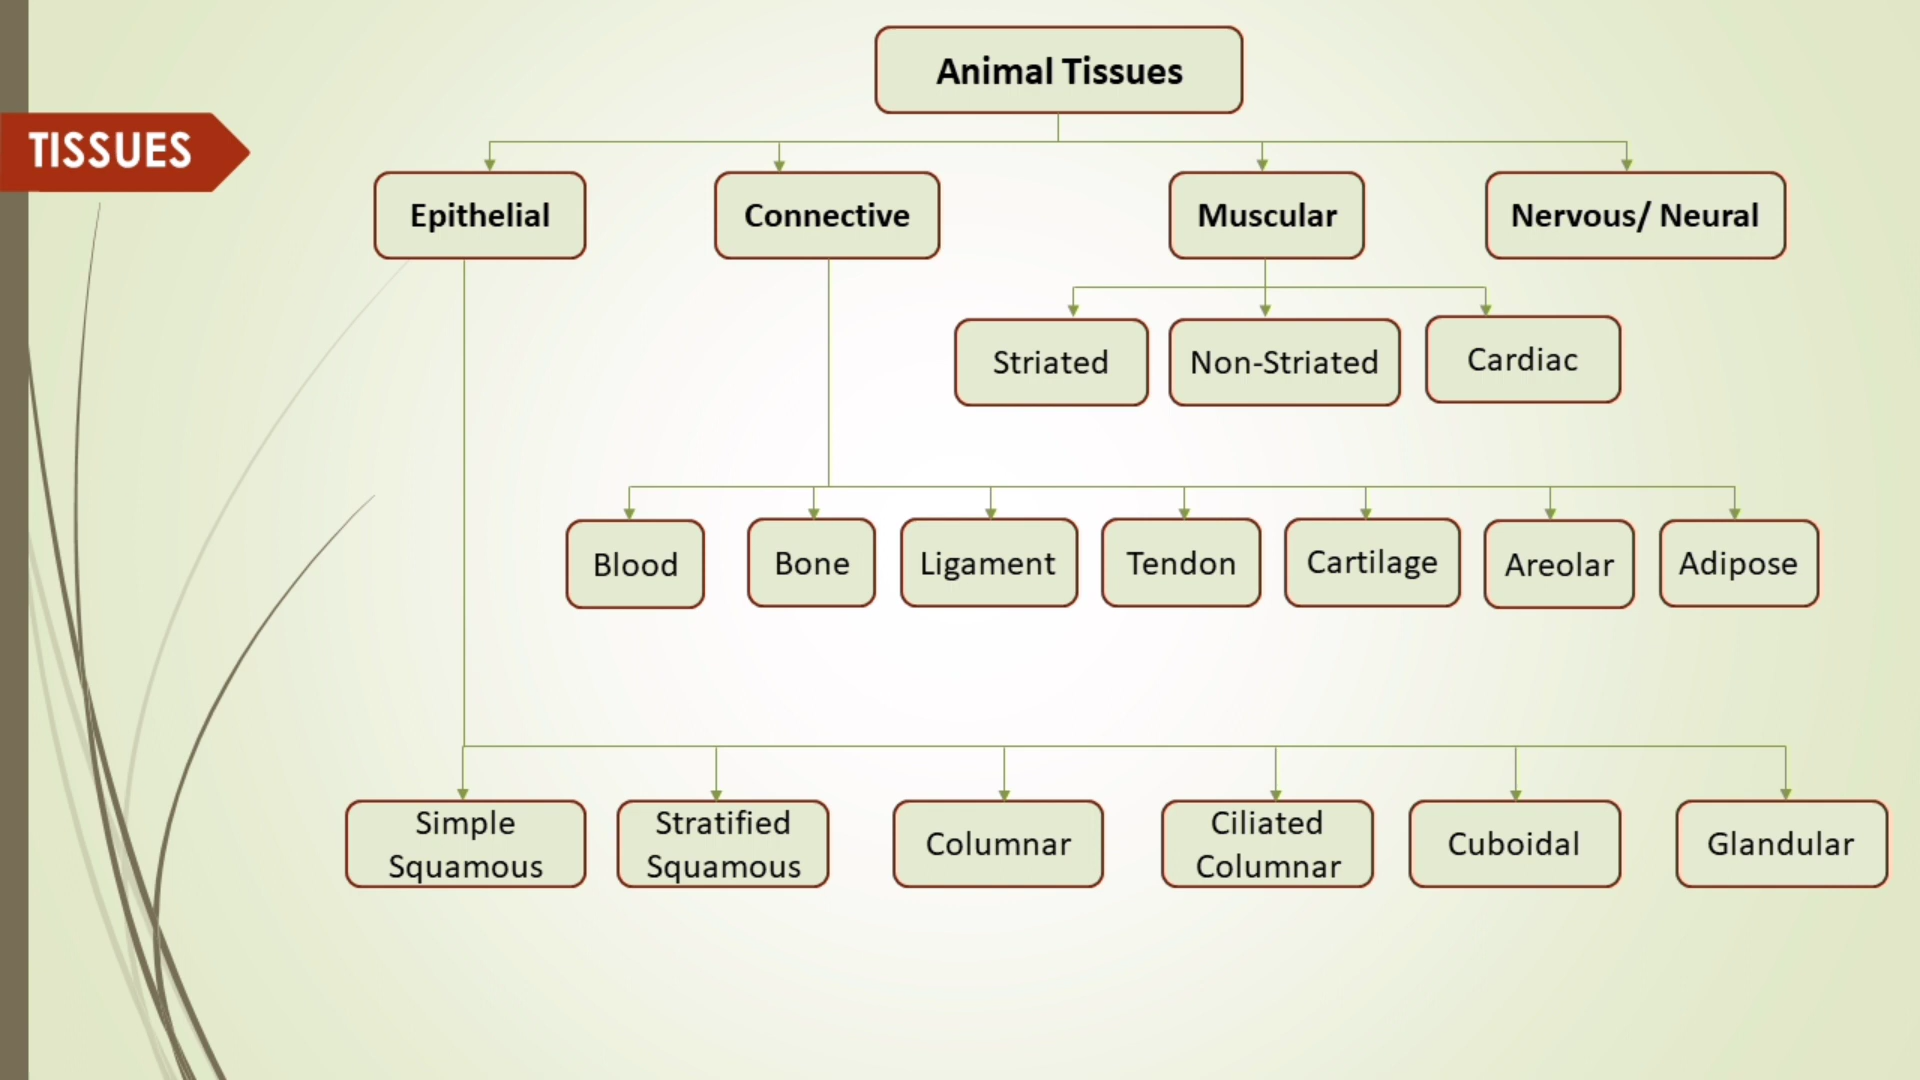 Animal Tissues
TISSUES
Epithelial
Connective
Muscular
Nervous/ Neural
Striated
Non-Striated
Cardiac
Blood
Bone
Ligament
Tendon
Cartilage
Areolar
Adipose
Simple
Squamous
Stratified
Squamous
Columnar
Ciliated
Columnar
Cuboidal
Glandular